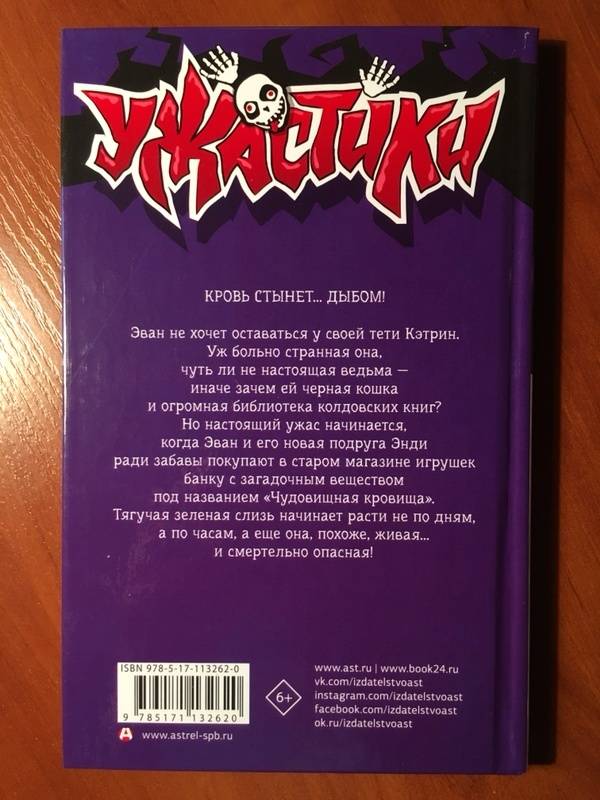 УЖАСТИКИ
КРОВЬ СТЫНЕТ... ДЫБОМ!
Эван не хочет оставаться у своей тети Кэтрин.
Уж больно странная она,
чуть ли не настоящая ведьма —
иначе зачем ей черная кошка
и огромная библиотека колдовских книг?
Но настоящий ужас начинается,
когда Эван и его новая подруга Энди
ради забавы покупают в старом магазине игрушек
банку с загадочным веществом
под названием «Чудовищная кровища».
Тягучая зеленая слизь начинает расти не по дням,
а по часам, а еще она, похоже, живая...
и смертельно опасная!
ISBN 978-5-17-113262-0
9 785171 132620
www.astrel-spb.ru
6+
www.ast.ru | www.book24.ru
vk.com/izdatelstvoast
instagram.com/izdatelstvoast
facebook.com/izdatelstvoast
ok.ru/izdatelstvoast